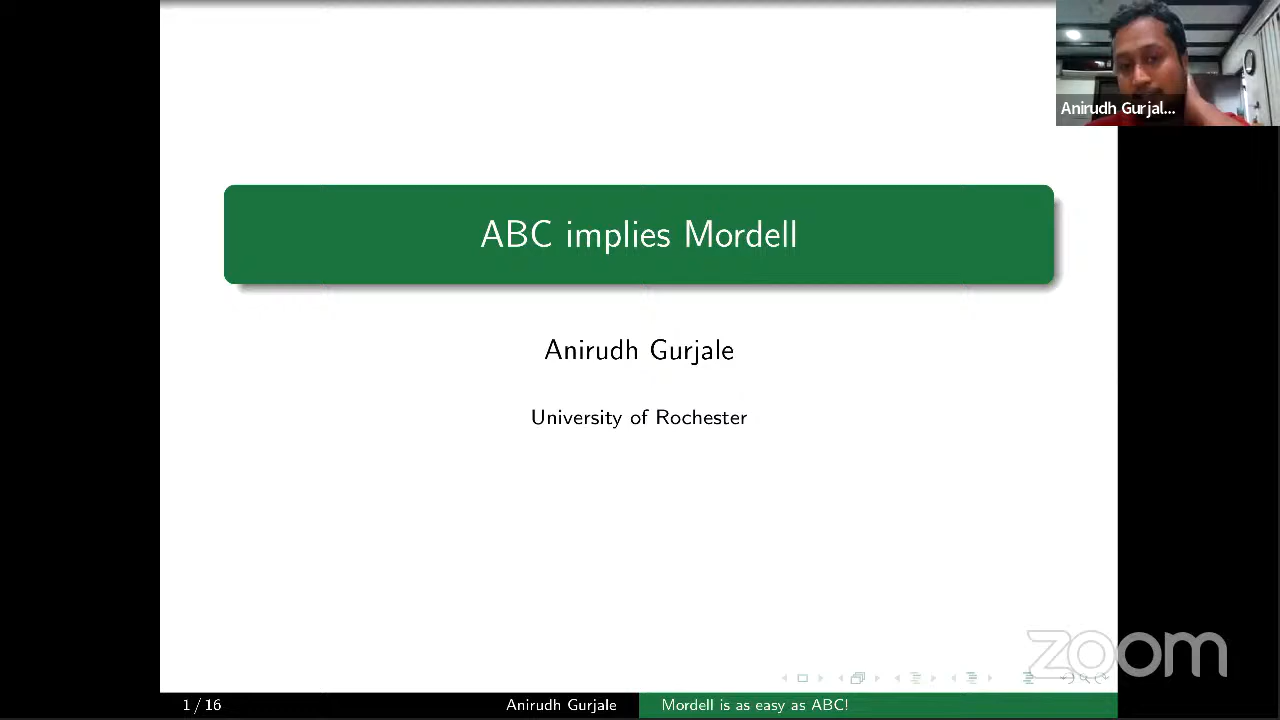 Anirudh Gurjal...
ABC implies Mordell
Anirudh Gurjale
University of Rochester
zoom
1 / 16
Anirudh Gurjale
Mordell is as easy as ABC!